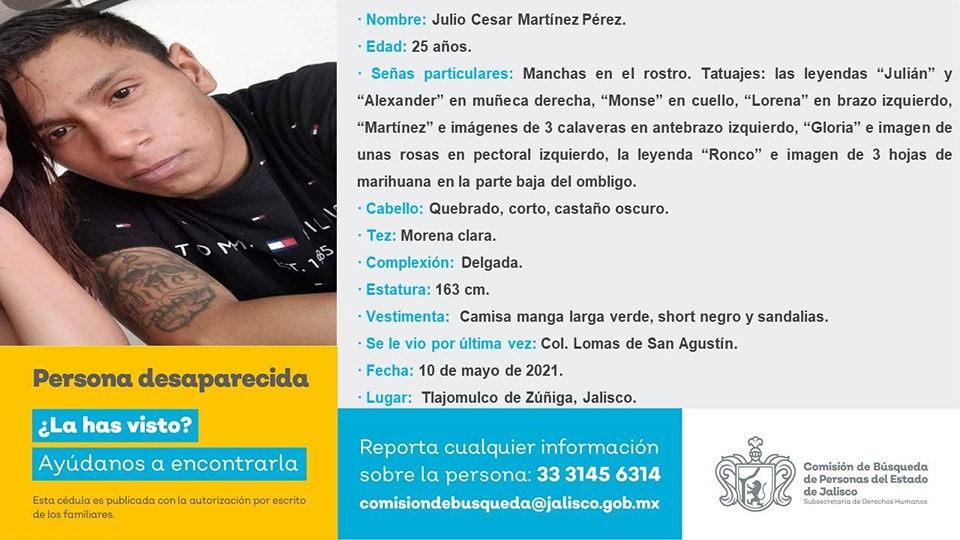 · Nombre: Julio Cesar Martínez Pérez.
· Edad: 25 años.
· Señas particulares: Manchas en el rostro. Tatuajes: las leyendas “Julián” y
“Alexander” en muñeca derecha, “Monse” en cuello, “Lorena” en brazo izquierdo,
“Martínez” e imágenes de 3 calaveras en antebrazo izquierdo, “Gloria” e imagen de
unas rosas en pectoral izquierdo, la leyenda “Ronco” e imagen de 3 hojas de
marihuana en la parte baja del ombligo.
· Cabello: Quebrado, corto, castaño oscuro.
· Tez: Morena clara.
· Complexión: Delgada.
· Estatura: 163 cm.
· Vestimenta: Camisa manga larga verde, short negro y sandalias.
· Se le vio por última vez: Col. Lomas de San Agustín.
· Fecha: 10 de mayo de 2021.
· Lugar: Tlajomulco de Zúñiga, Jalisco.
TOMM
EST. 1985
Persona desaparecida
¿La has visto?
Ayúdanos a encontrarla
Esta cédula es publicada con la autorización por escrito
de los familiares.
Reporta cualquier información
sobre la persona: 33 3145 6314
comisiondebusqueda@jalisco.gob.mx
Comisión de Búsqueda
de Personas del Estado
de Jalisco
Subsecretaría de Derechos Humanos